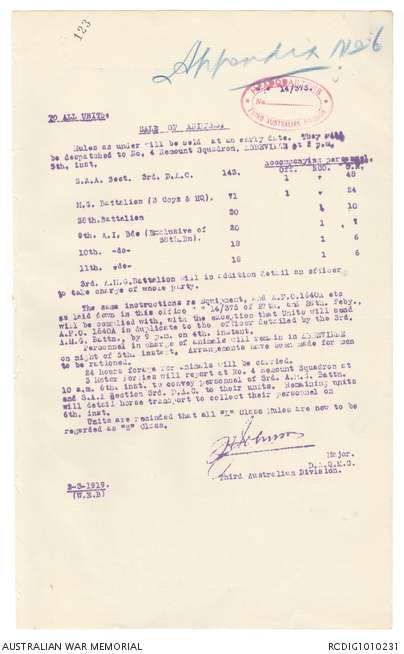 123
Appendix No 6
HEADQUARTERS
14/375.
No.
THIRD AUSTRALIAN DIVISION
TO ALL UNITS:
SALE OF ANIMALS.
Mules as under will be sold at an early date. They will
be despatched to No. 4 Remount Squadron, ABBEVILLE at 2 p.m.
5th. inst.
Accompanying personnel
Off. NCO.
S.A.A. Sect. 3rd. D.A.C. 143. 1 48
M.G. Battalion (3 Coys & HQ). 71 1 24
38th.Battalion 30 1 10
9th. A.I. Bde (Exclusive of 20 1 7
38th.Bn).
10th. -do- 18 1 6
11th. -do- 18 1 6
3rd. A.M.G.Battalion will in addition detail an officer
to take charge of whole party.
The same instructions re Equipment, and A.F.O. 1640A etc
as laid down in this office 14/375 of 27th. and 28th. Feby.,
will be complied with, with the exception that Units will send
A.F.O. 1640A in duplicate to the officer detailed by the 3rd.
A.M.G. Battn., by 9 p.m. on 4th. instant.
Personnel in charge of animals will remain in ABBEVILLE
on night of 5th. instant. Arrangements have been made for men
to be rationed.
24 hours forage for animals will be carried.
3 Motor Lorries will report at No. 4 Remount Squadron at
10 a.m. 6th. inst. to convey personnel of 3rd. A.M.G. Battn.
and S.A.A Section 3rd. D.A.C. to their units. Remaining units
will detail horse transport to collect their personnel on
6th. inst.
Units are reminded that all Class Mules are now to be
regarded as Class.
Major.
D.A.Q.M.G.
Third Australian Division.
3-3-1919.
(W.E.B)
AUSTRALIAN WAR MEMORIAL
RCDIG1010231